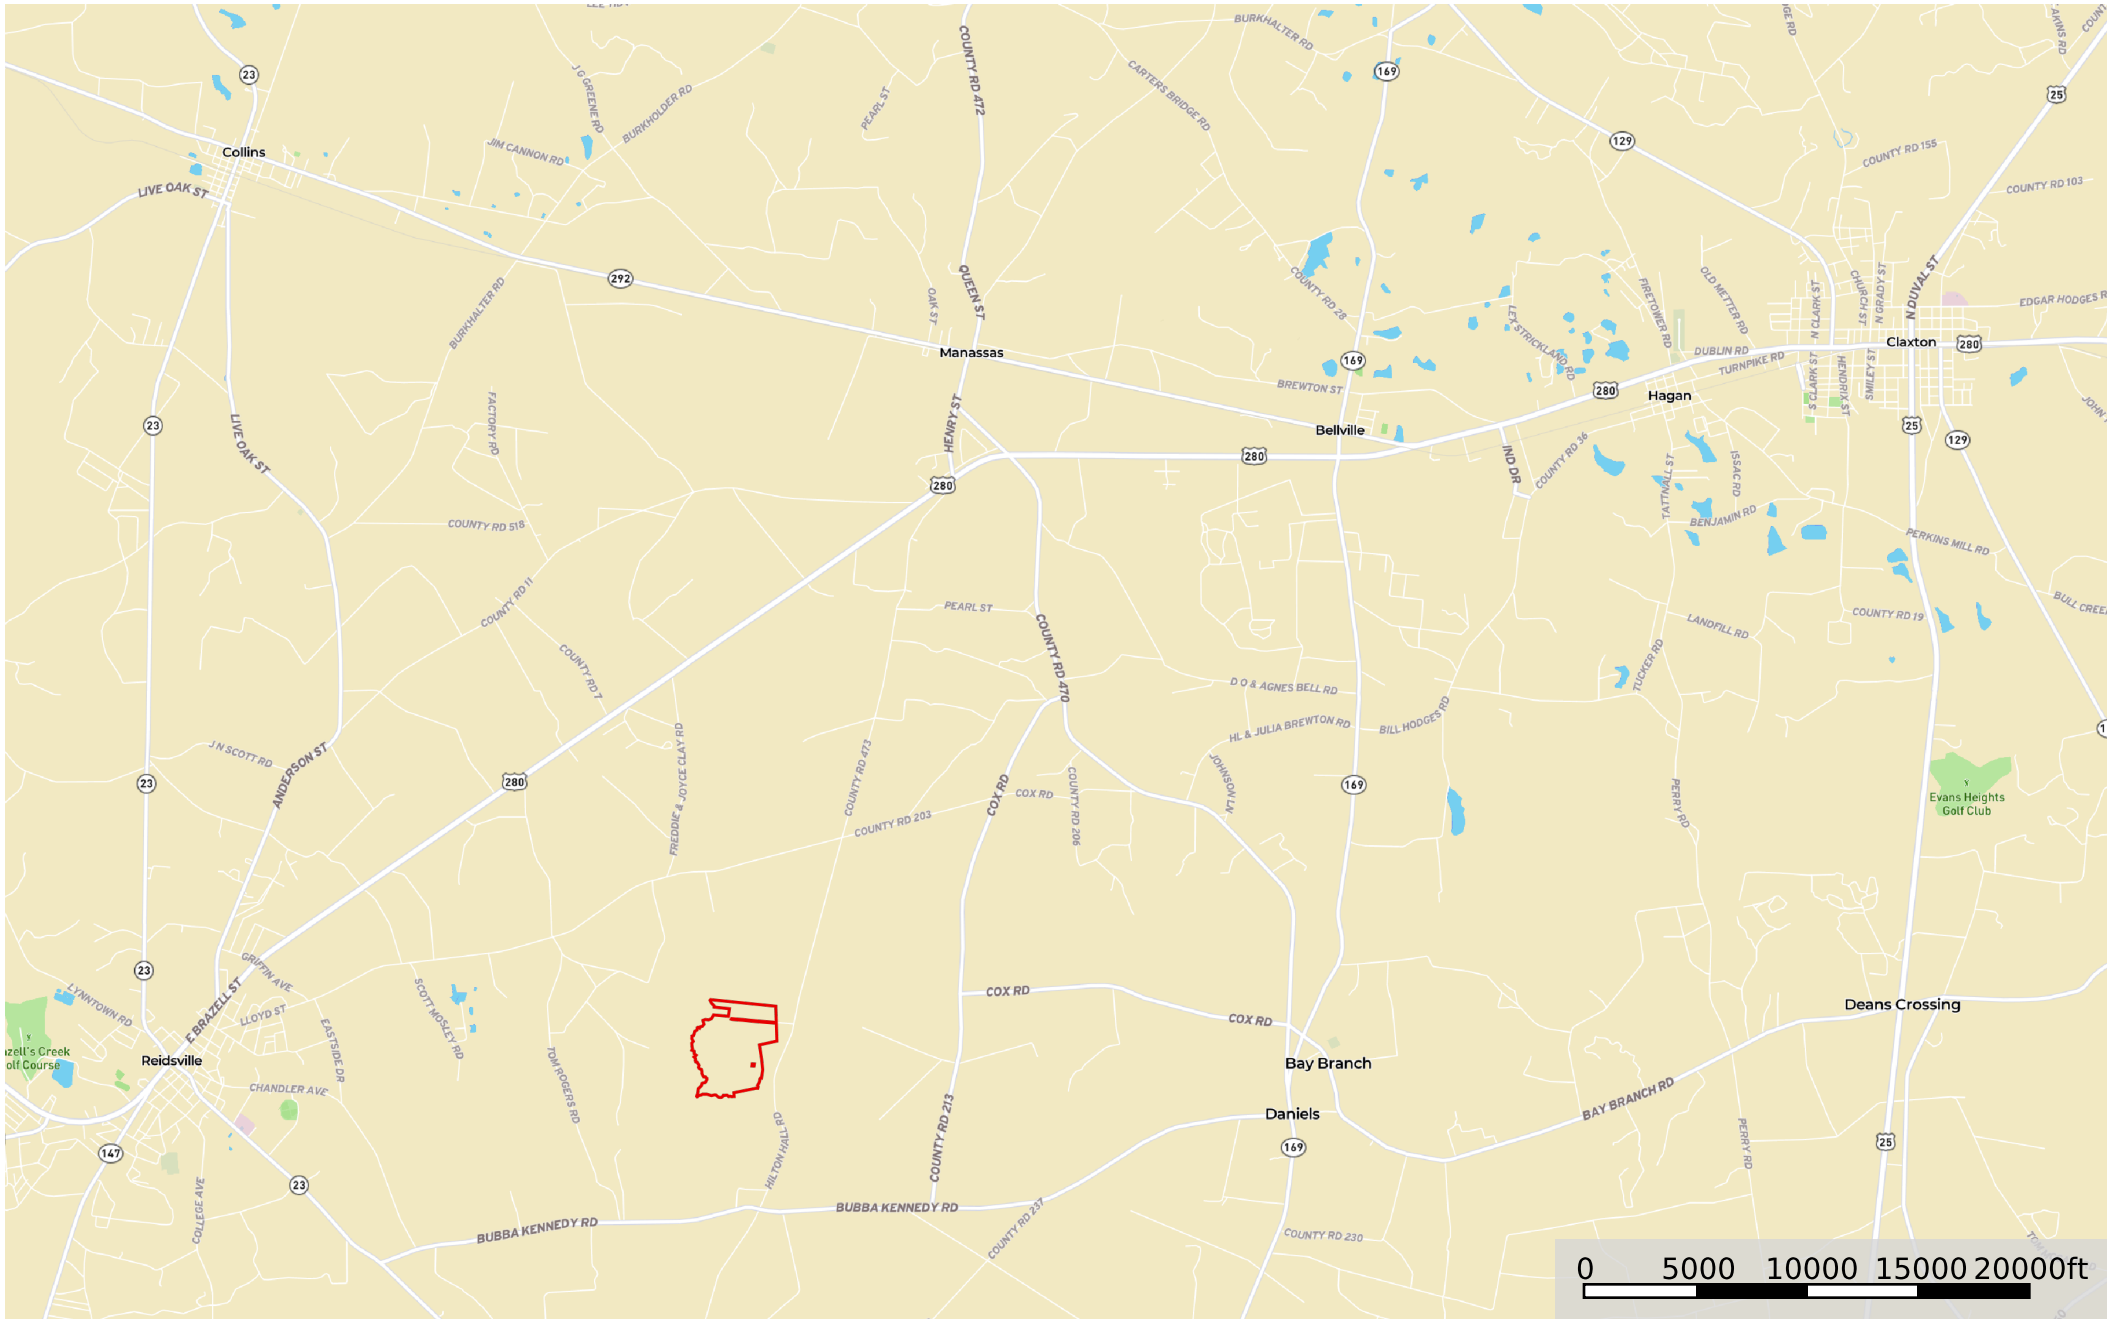 BURKHALTER RD
23
COUNTY RD 472
J G GREENE RD
BURKHOLDER RD
PEARL ST
CARTERS BRIDGE RD
169
AKINS RD
25
129
Collins
JIM CANNON RD
COUNTY RD 155
COUNTY RD 103
LIVE OAK ST
292
QUEEN ST
OAK ST
COUNTY RD 28
BURKHALTER RD
LEX STRICKLAND RD
FIRETOWER RD
OLD METTER RD
N CLARK ST
CHURCH ST
N GRADY ST
N DUVAL ST
EDGAR HODGES R
Manassas
169
DUBLIN RD
TURNPIKE RD
Claxton
280
BREWTON ST
280
Hagan
S CLARK ST
HENDRIX ST
SMILEY ST
23
LIVE OAK ST
FACTORY RD
HENRY ST
Bellville
25
129
280
280
IND DR
COUNTY RD 36
TATTNALL ST
ISSAC RD
BENJAMIN RD
COUNTY RD 518
PERKINS MILL RD
COUNTY RD 11
PEARL ST
COUNTY RD 470
COUNTY RD 19
LANDFILL RD
BULL CREE
COUNTY RD 7
TUCKER RD
D O & AGNES BELL RD
HL & JULIA BREWTON RD
BILL HODGES RD
J N SCOTT RD
ANDERSON ST
23
280
FREDDIE & JOYCE CLAY RD
COUNTY RD 473
COX RD
COX RD
COUNTY RD 206
JOHNSON LN
169
PERRY RD
Evans Heights
Golf Club
COUNTY RD 203
GRIFFIN AVE
23
LYNNTOWN RD
E BRAZELL ST
LLOYD ST
SCOTT MOSLEY RD
COX RD
COX RD
Deans Crossing
EASTSIDE DR
azell's Creek
olf Course
Reidsville
TOM ROGERS RD
Bay Branch
CHANDLER AVE
BAY BRANCH RD
Daniels
HILTON HALL RD
COUNTY RD 213
147
169
25
PERRY RD
23
COLLEGE AVE
BUBBA KENNEDY RD
BUBBA KENNEDY RD
COUNTY RD 237
COUNTY RD 230
0 5000 10000 15000 20000ft